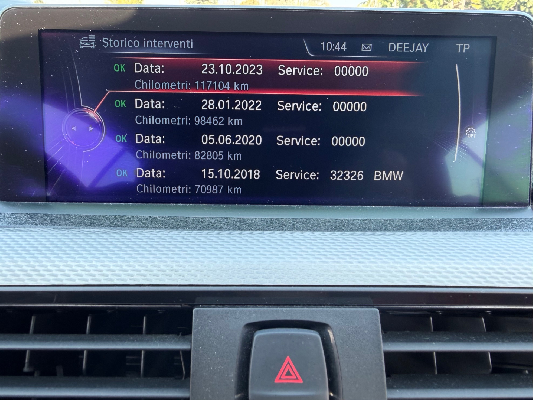 Storico interventi 10:44 DEEJAY TP
OK Data: 23.10.2023 Service: 00000
Chilometri: 117104 km
OK Data: 28.01.2022 Service: 00000
Chilometri: 98462 km
OK Data: 05.06.2020 Service: 00000
Chilometri: 82805 km
OK Data: 15.10.2018 Service: 32326 BMW
Chilometri: 70987 km